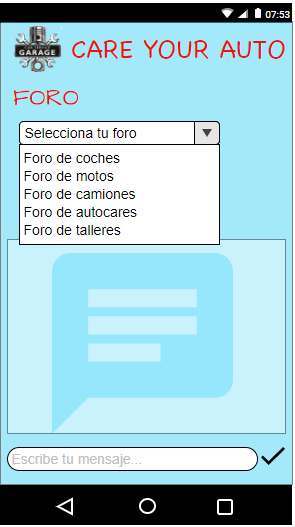 07:53
GARAGE
CARE YOUR AUTO
FORO
Selecciona tu foro
Foro de coches
Foro de motos
Foro de camiones
Foro de autocares
Foro de talleres
Escribe tu mensaje...